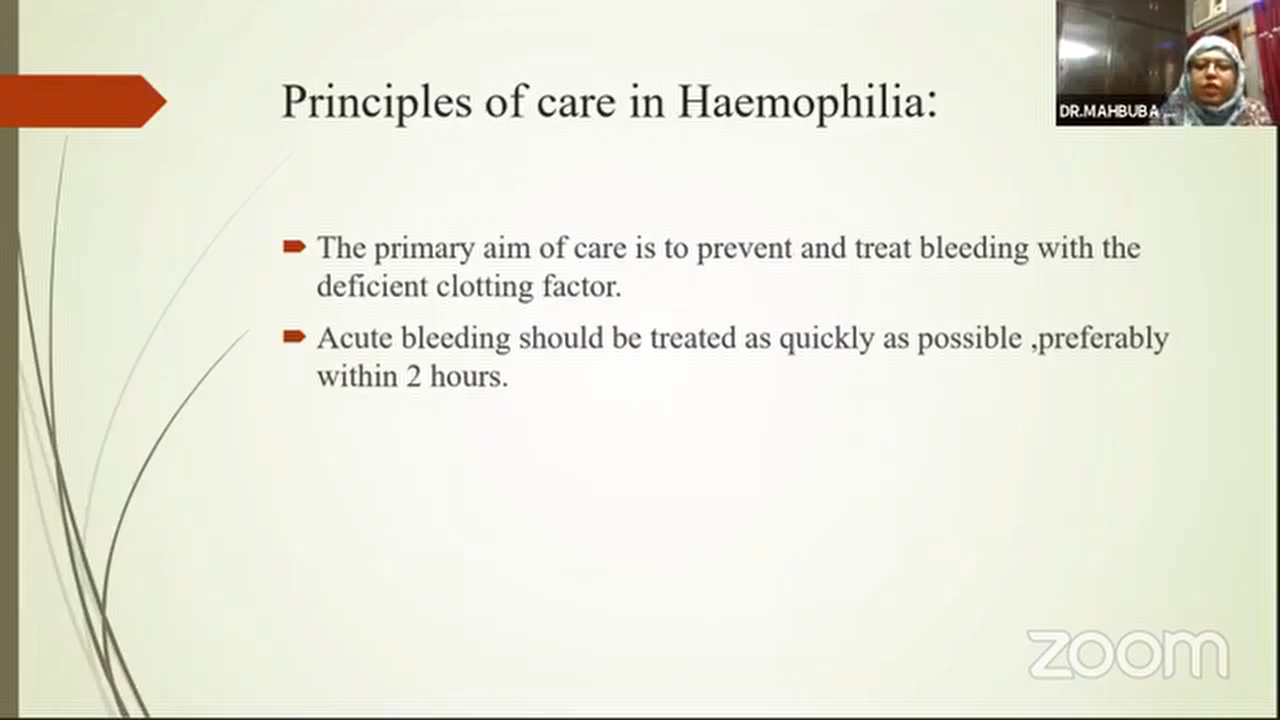 Principles of care in Haemophilia:
DR.MAHBUBA ...
The primary aim of care is to prevent and treat bleeding with the
deficient clotting factor.
Acute bleeding should be treated as quickly as possible ,preferably
within 2 hours.
zoom